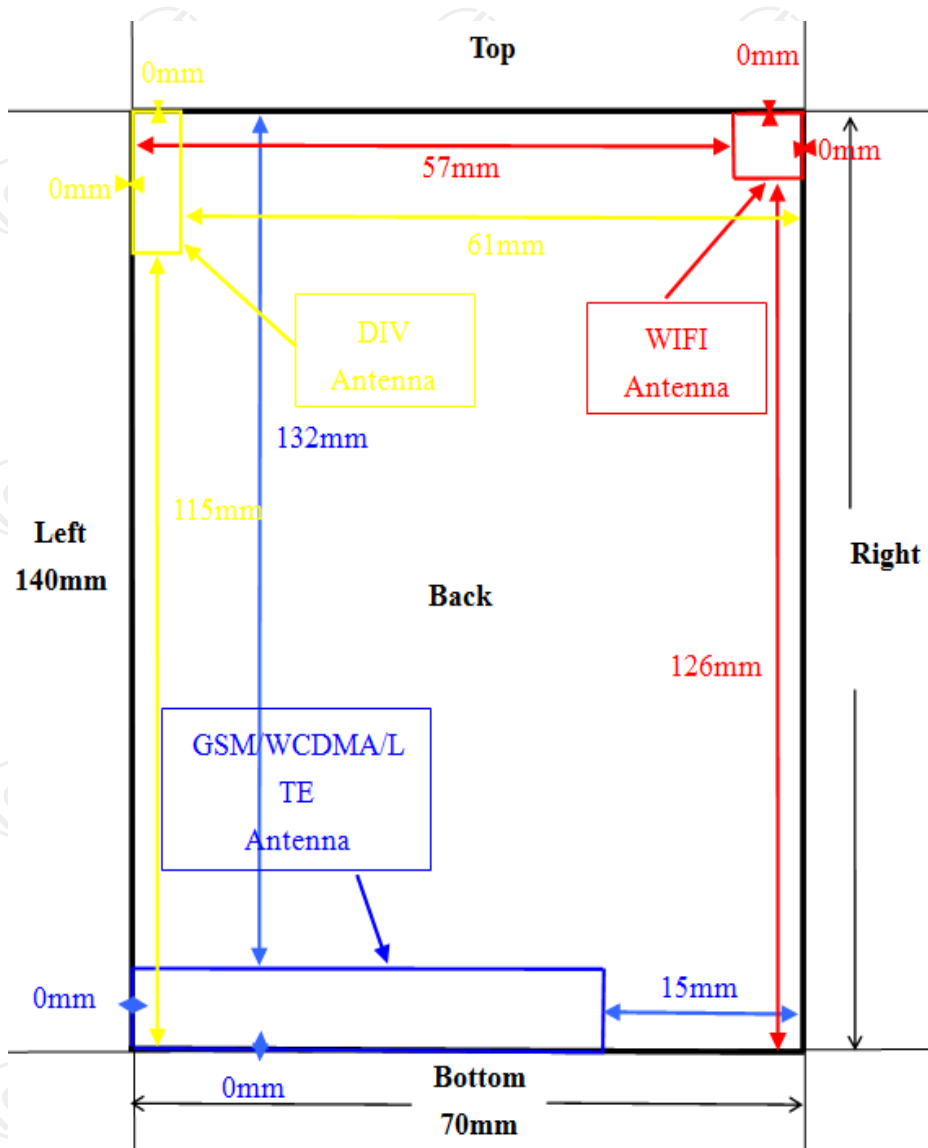 Top
0mm
0mm
57mm
0mm
0mm
61mm
DIV
Antenna
WIFI
Antenna
132mm
115mm
Left
140mm
Right
Back
126mm
GSM/WCDMA/L
TE
Antenna
0mm
15mm
0mm
Bottom
70mm